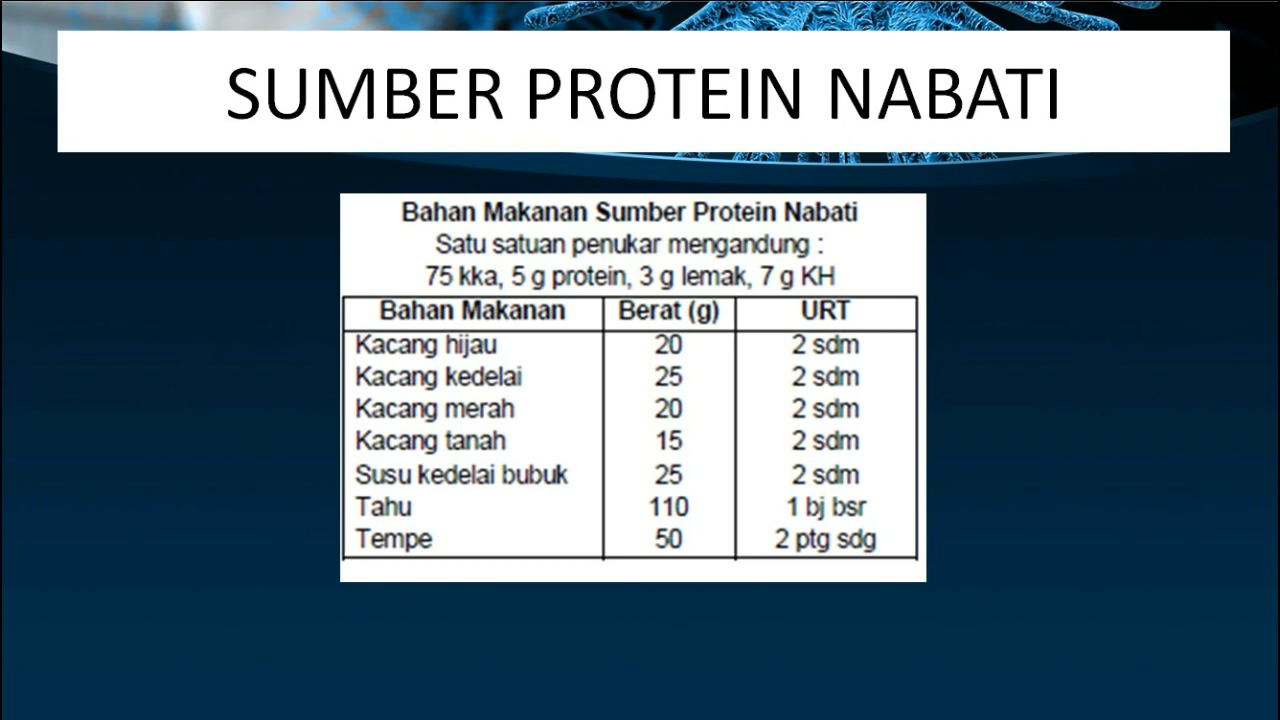 SUMBER PROTEIN NABATI
Bahan Makanan Sumber Protein Nabati
Satu satuan penukar mengandung :
75 kka, 5 g protein, 3 g lemak, 7 g KH
Bahan Makanan Berat (g) URT
Kacang hijau 20 2 sdm
Kacang kedelai 25 2 sdm
Kacang merah 20 2 sdm
Kacang tanah 15 2 sdm
Susu kedelai bubuk 25 2 sdm
Tahu 110 1 bj bsr
Tempe 50 2 ptg sdg